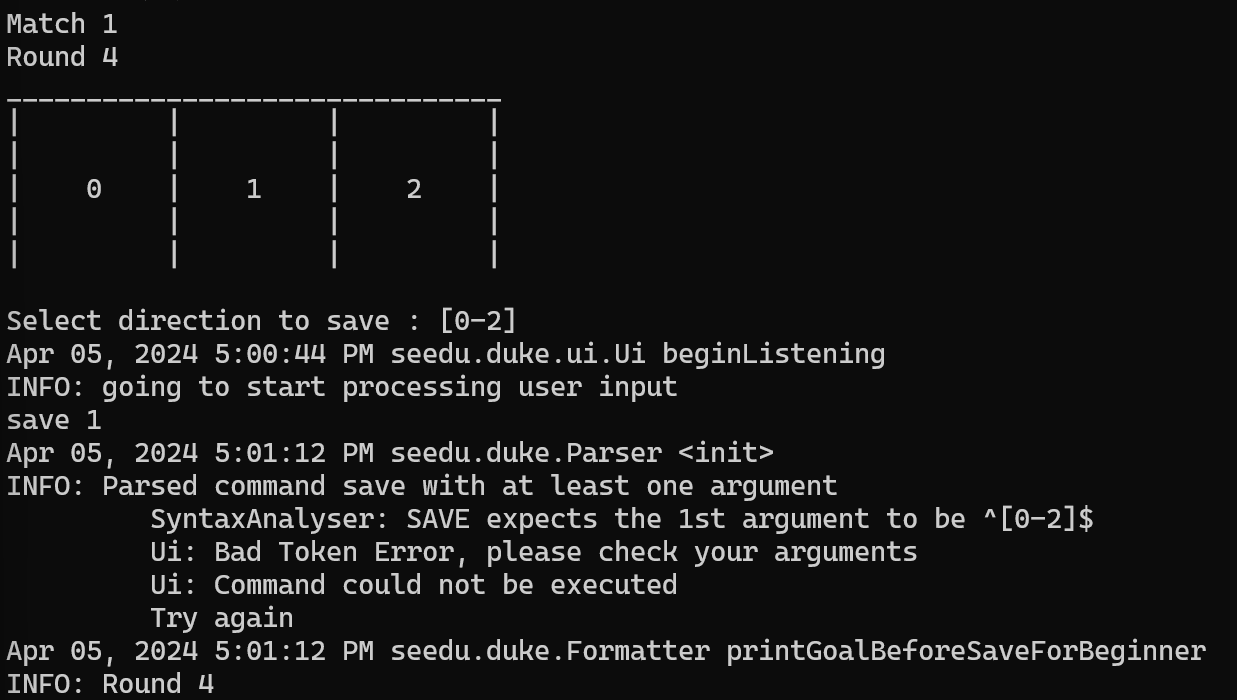 Match 1
Round 4
0 1 2
Select direction to save : [0-2]
Apr 05, 2024 5:00:44 PM seedu.duke.ui.Ui beginListening
INFO: going to start processing user input
save 1
Apr 05, 2024 5:01:12 PM seedu.duke.Parser <init>
INFO: Parsed command save with at least one argument
SyntaxAnalyser: SAVE expects the 1st argument to be ^[0-2]$
Ui: Bad Token Error, please check your arguments
Ui: Command could not be executed
Try again
Apr 05, 2024 5:01:12 PM seedu.duke.Formatter printGoalBeforeSaveForBeginner
INFO: Round 4